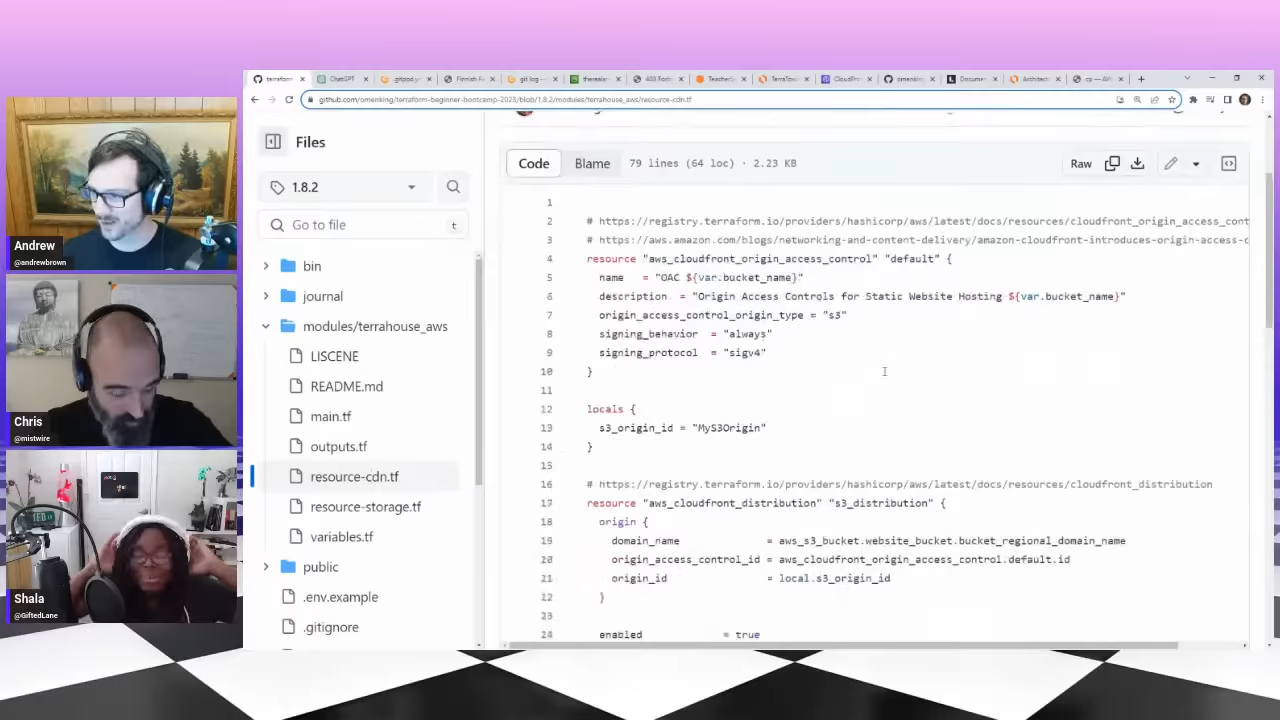 Andrew
@andrewbrown
Chris
@mistwire
Shala
@GiftedLane
terraform
ChatGPT
git log
github.com/omenking/terraform-beginner-bootcamp-2023/blob/1.8.2/modules/terrahouse_aws/resource-cdn.tf
Files
1.8.2
Go to file
t
bin
journal
modules/terrahouse_aws
LISCENE
README.md
main.tf
outputs.tf
resource-cdn.tf
resource-storage.tf
variables.tf
public
.env.example
.gitignore
Code
Blame
79 lines (64 loc) · 2.23 KB
Raw
1
2 # https://registry.terraform.io/providers/hashicorp/aws/latest/docs/resources/cloudfront_origin_access_cont
3 # https://aws.amazon.com/blogs/networking-and-content-delivery/amazon-cloudfront-introduces-origin-access-c
4 resource "aws_cloudfront_origin_access_control" "default" {
5 name = "OAC ${var.bucket_name}"
6 description = "Origin Access Controls for Static Website Hosting ${var.bucket_name}"
7 origin_access_control_origin_type = "s3"
8 signing_behavior = "always"
9 signing_protocol = "sigv4"
10 }
11
12 locals {
13 s3_origin_id = "MyS3Origin"
14 }
15
16 # https://registry.terraform.io/providers/hashicorp/aws/latest/docs/resources/cloudfront_distribution
17 resource "aws_cloudfront_distribution" "s3_distribution" {
18 origin {
19 domain_name = aws_s3_bucket.website_bucket.bucket_regional_domain_name
20 origin_access_control_id = aws_cloudfront_origin_access_control.default.id
21 origin_id = local.s3_origin_id
22 }
23
24 enabled = true